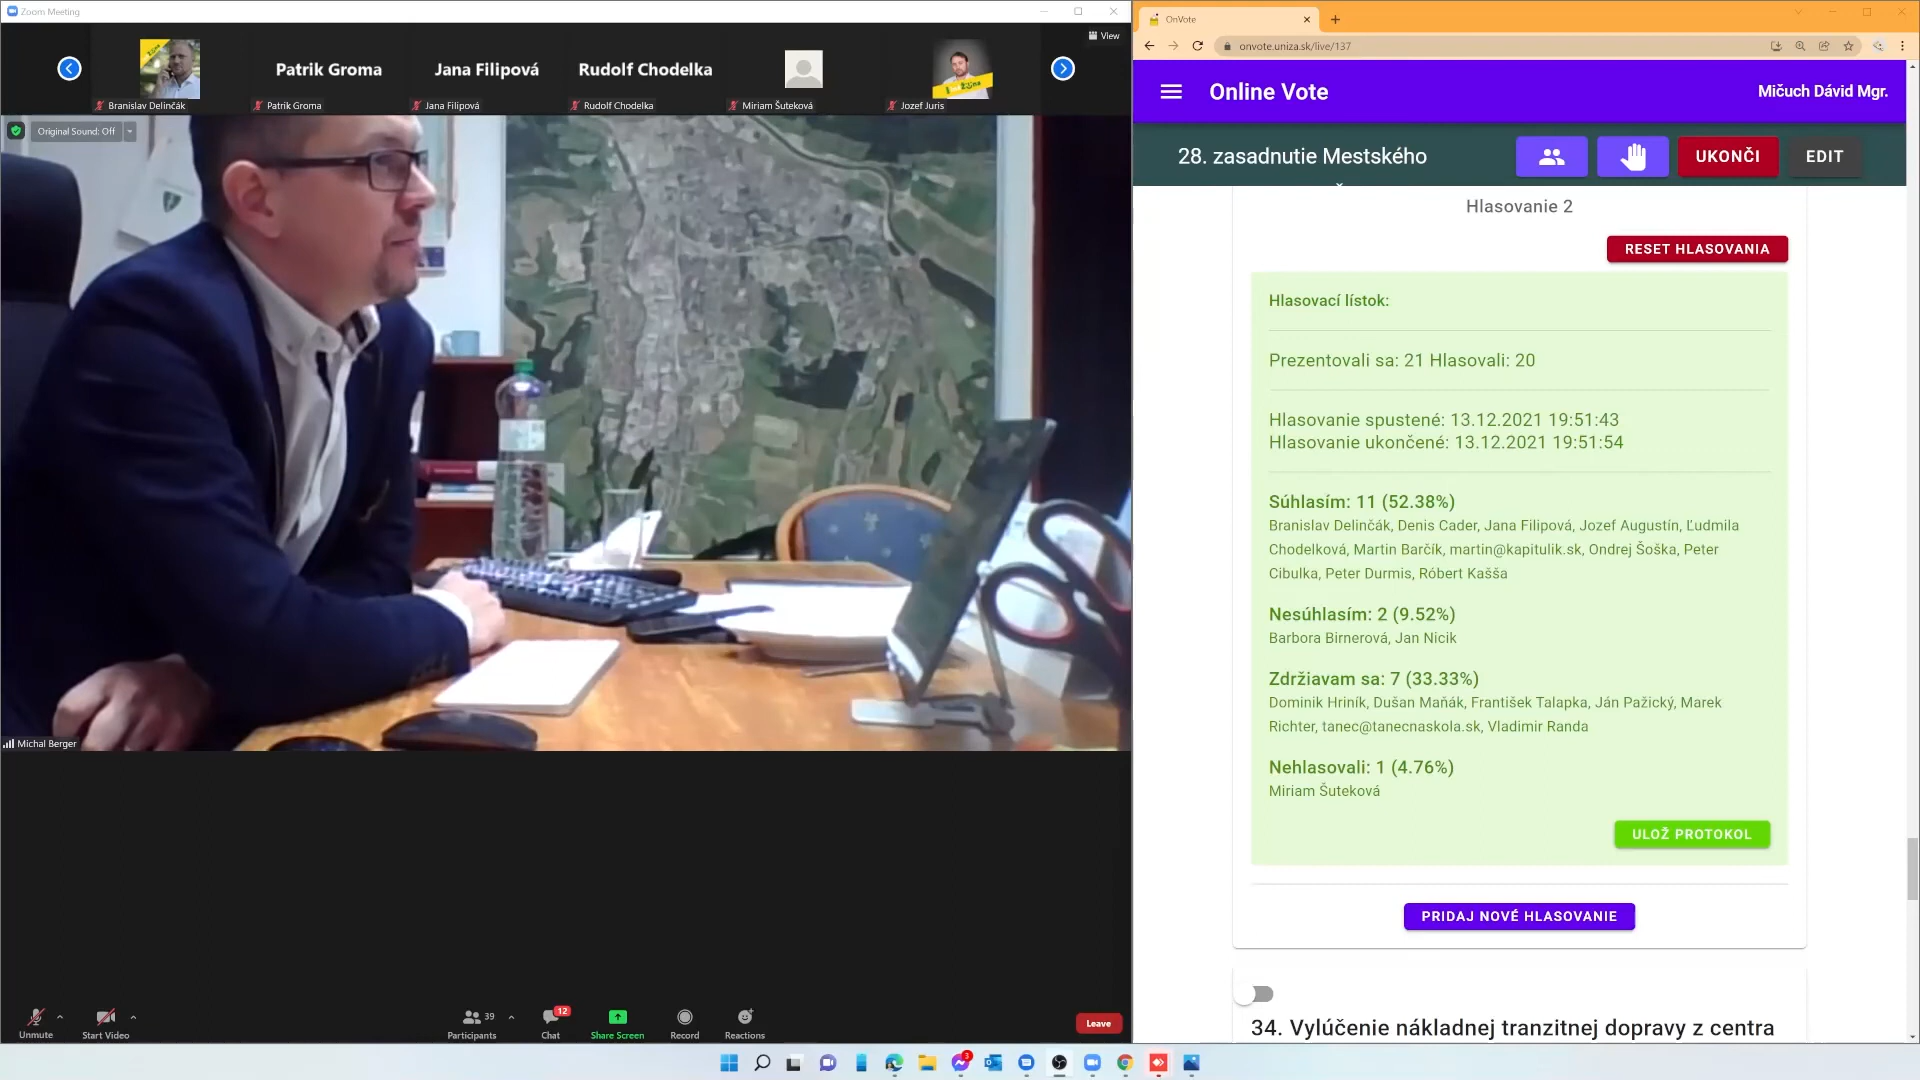 Zoom Meeting
View
Patrik Groma
Jana Filipová
Rudolf Chodelka
Branislav Delinčák
Patrik Groma
Jana Filipová
Rudolf Chodelka
Miriam Šuteková
Jozef Juris
Original Sound: Off
Michal Berger
Unmute
Start Video
39
Participants
12
Chat
Share Screen
Record
Reactions
Leave
OnVote
onvote.uniza.sk/live/137
Online Vote
Mičuch Dávid Mgr.
28. zasadnutie Mestského
UKONČI
EDIT
Hlasovanie 2
RESET HLASOVANIA
Hlasovací lístok:
Prezentovali sa: 21 Hlasovali: 20
Hlasovanie spustené: 13.12.2021 19:51:43
Hlasovanie ukončené: 13.12.2021 19:51:54
Súhlasím: 11 (52.38%)
Branislav Delinčák, Denis Cader, Jana Filipová, Jozef Augustín, Ľudmila
Chodelková, Martin Barčík, martin@kapitulik.sk, Ondrej Šoška, Peter
Cibulka, Peter Durmis, Róbert Kašša
Nesúhlasím: 2 (9.52%)
Barbora Birnerová, Jan Nicik
Zdržiavam sa: 7 (33.33%)
Dominik Hriník, Dušan Maňák, František Talapka, Ján Pažický, Marek
Richter, tanec@tanecnaskola.sk, Vladimir Randa
Nehlasovali: 1 (4.76%)
Miriam Šuteková
ULOŽ PROTOKOL
PRIDAJ NOVÉ HLASOVANIE
34. Vylúčenie nákladnej tranzitnej dopravy z centra
3